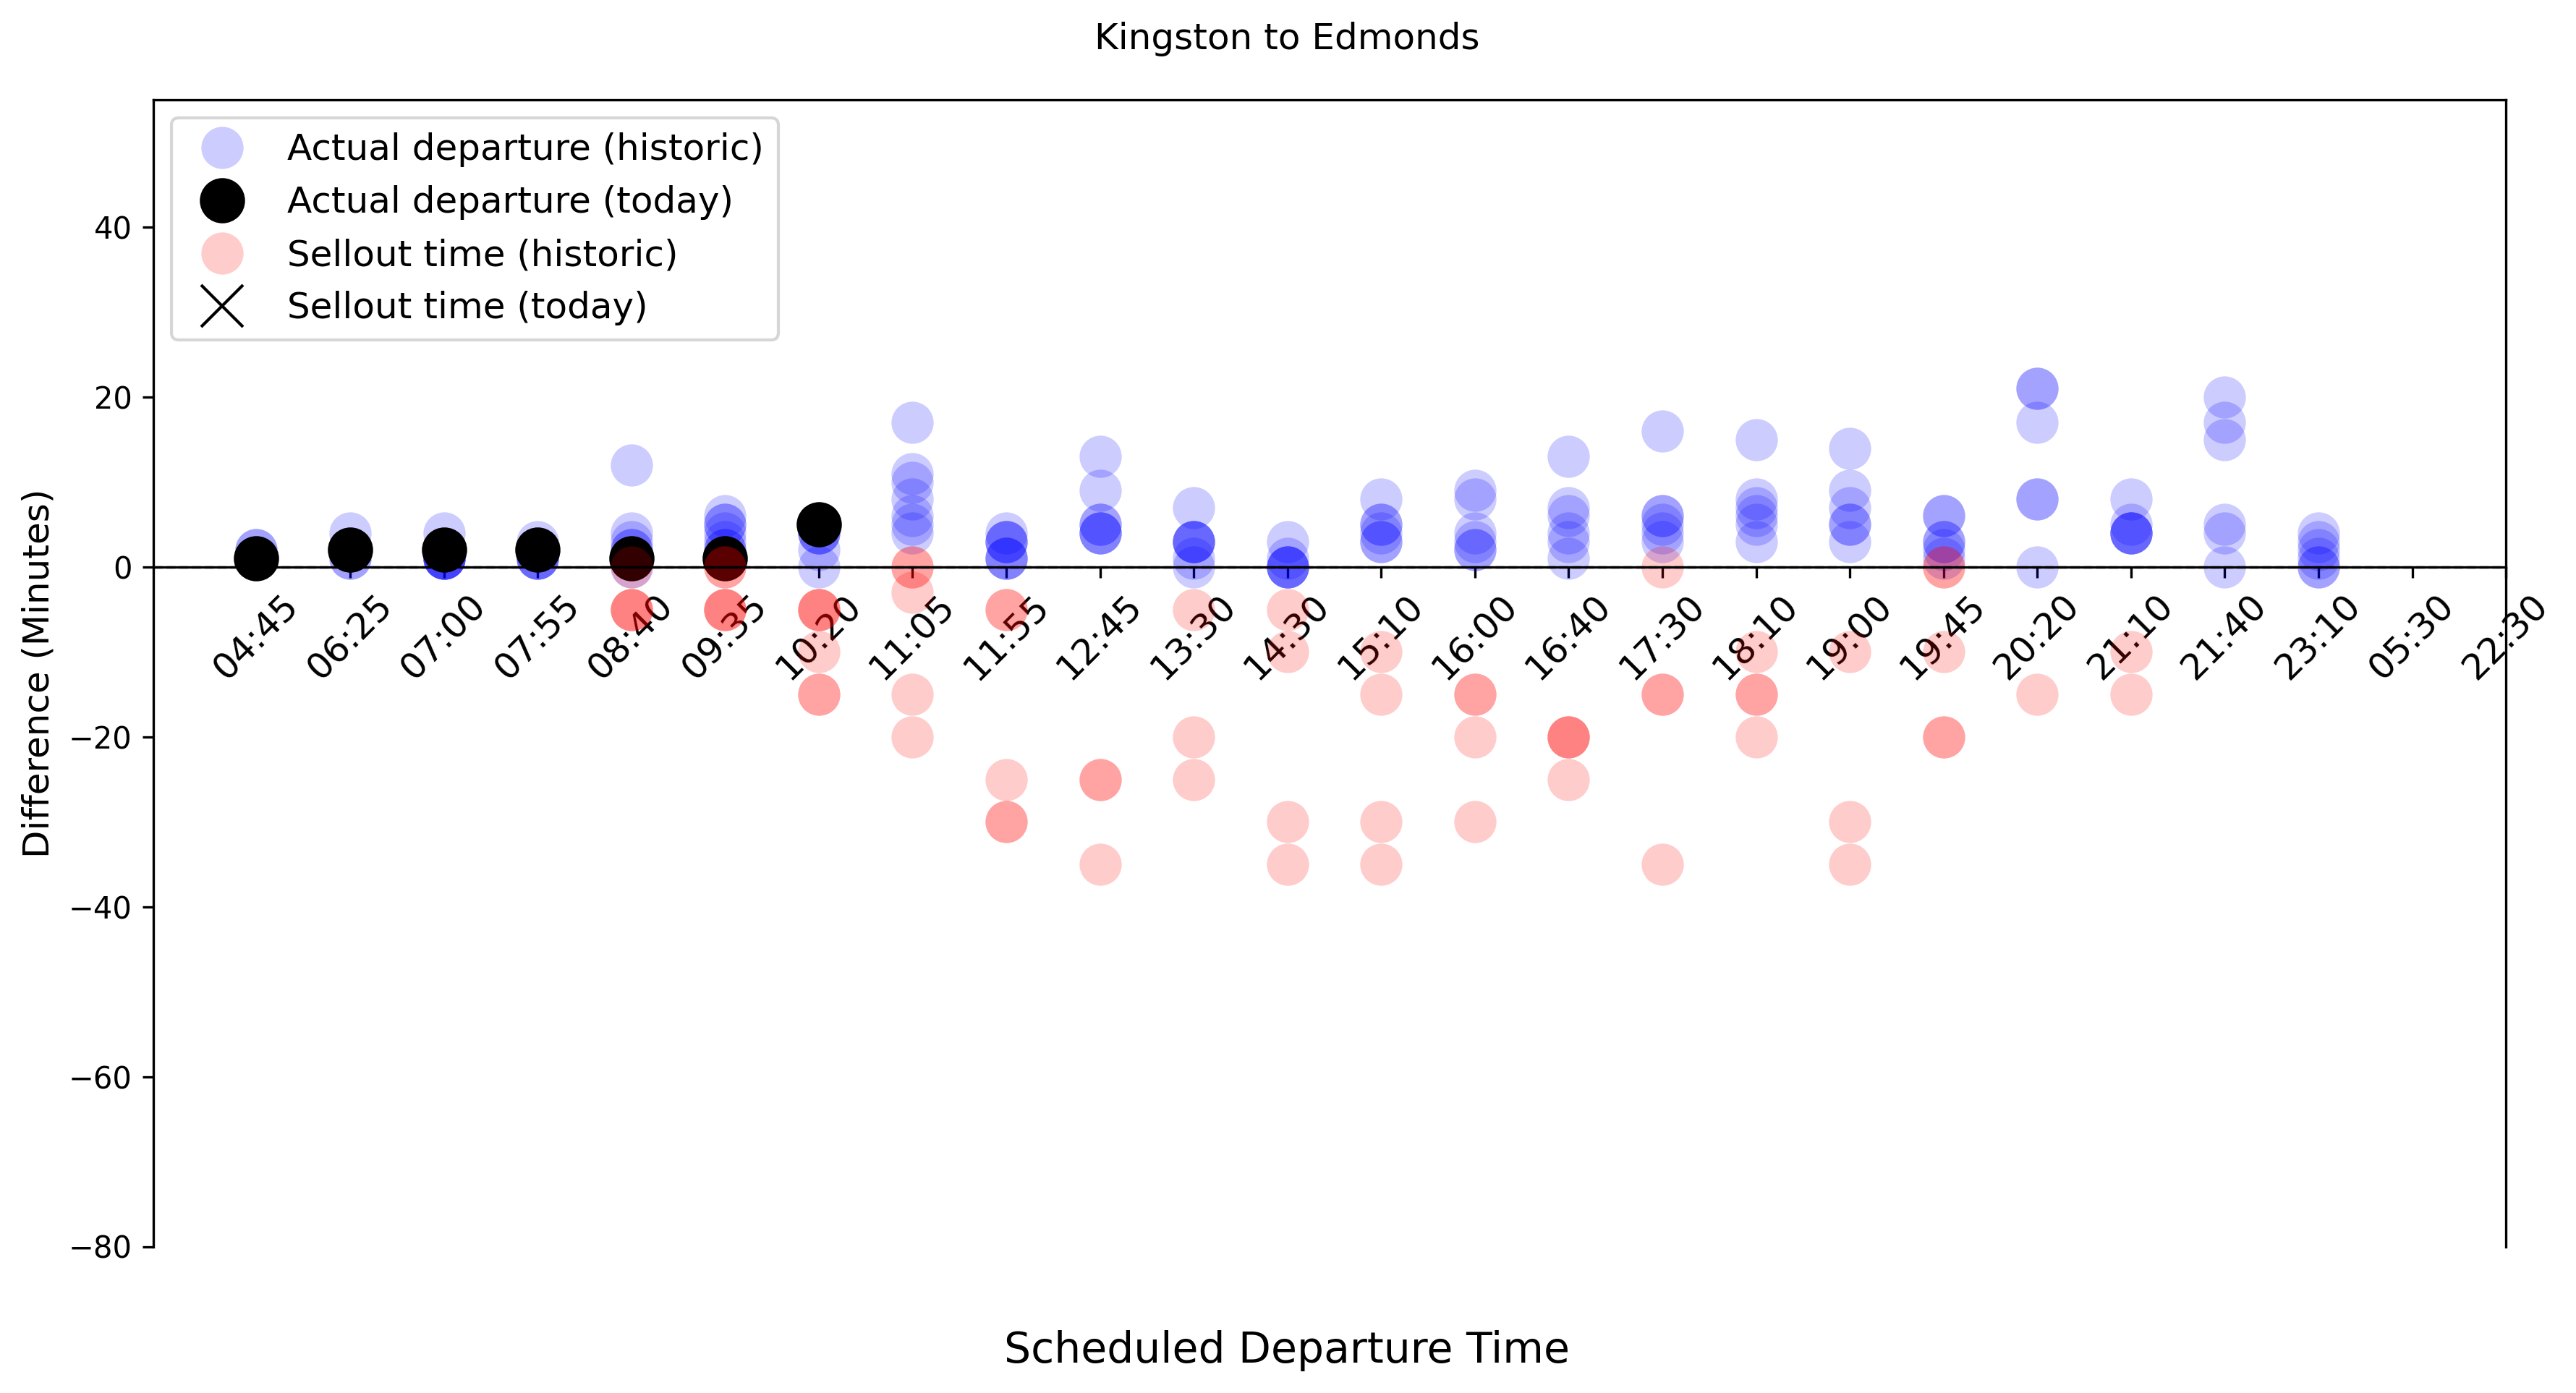 Kingston to Edmonds
Actual departure (historic)
Actual departure (today)
Sellout time (historic)
Sellout time (today)
Difference (Minutes)
40
20
0
−20
−40
−60
−80
04:45 06:25 07:00 07:55 08:40 09:35 10:20 11:05 11:55 12:45 13:30 14:30 15:10 16:00 16:40 17:30 18:10 19:00 19:45 20:20 21:10 21:40 23:10 05:30 22:30
Scheduled Departure Time